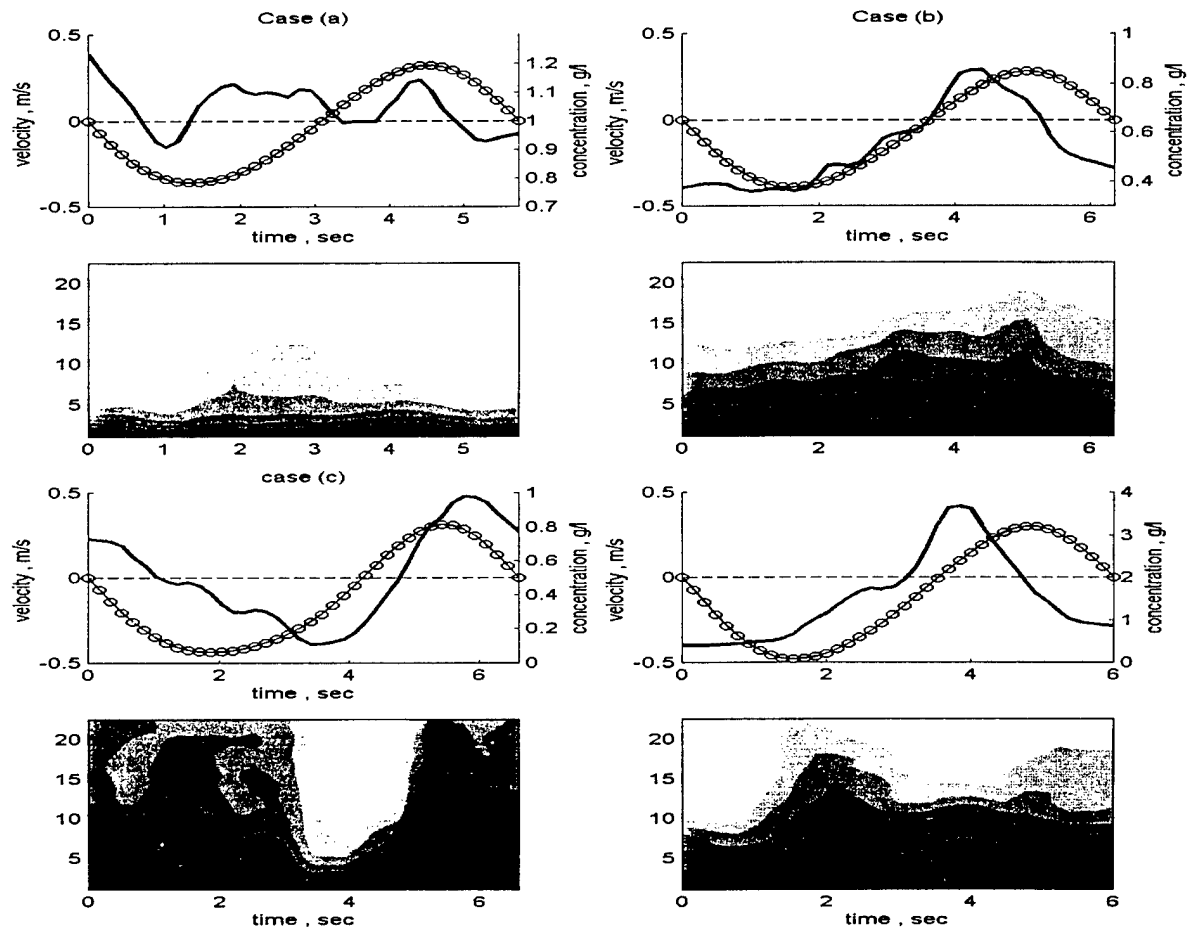 Case (a)
0.5
0
-0.5
velocity , m/s
1.2
1.1
1
0.9
0.8
0.7
concentration, g/l
0 1 2 3 4 5
time , sec
Case (b)
0.5
0
-0.5
velocity, m/s
1
0.8
0.6
0.4
concentration, g/l
0 2 4 6
time , sec
20
15
10
5
0 1 2 3 4 5
20
15
10
5
0 2 4 6
case (c)
0.5
0
-0.5
velocity, m/s
1
0.8
0.6
0.4
0.2
0
concentration, g/l
0 2 4 6
time , sec
0.5
0
-0.5
velocity, m/s
4
3
2
1
0
concentration, g/l
0 2 4 6
time , sec
20
15
10
5
0 2 4 6
time , sec
20
15
10
5
0 2 4 6
time , sec